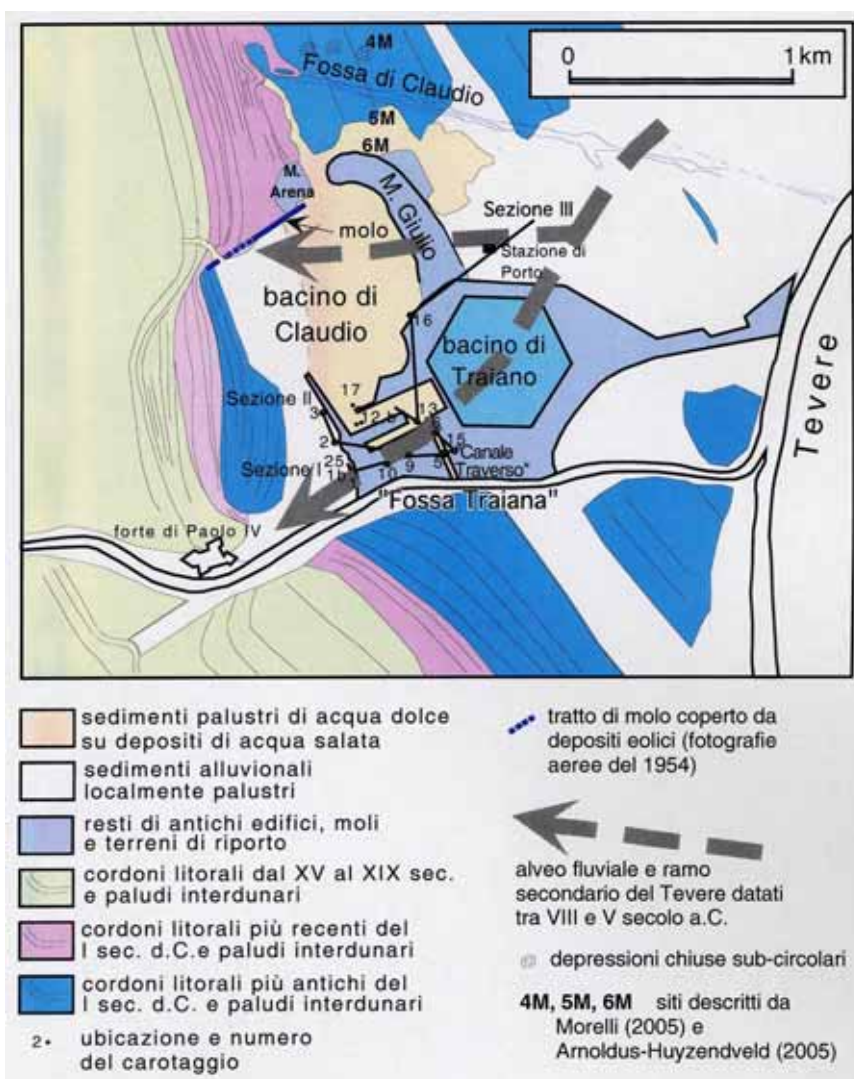 4M
0 1 km
Fossa di Claudio
5M
6M
M.
Arena
M. Giulio
Sezione III
molo
Stazione di
Porto
bacino di
Claudio
16
bacino di
Traiano
Tevere
17
Sezione II
3
2
13
15
25
Sezione I
1b
10
9
5
"Canale
Traverso"
"Fossa Traiana"
forte di Paolo IV
sedimenti palustri di acqua dolce
su depositi di acqua salata
sedimenti alluvionali
localmente palustri
resti di antichi edifici, moli
e terreni di riporto
cordoni litorali dal XV al XIX sec.
e paludi interdunari
cordoni litorali più recenti del
I sec. d.C.e paludi interdunari
cordoni litorali più antichi del
I sec. d.C. e paludi interdunari
2• ubicazione e numero
del carotaggio
tratto di molo coperto da
depositi eolici (fotografie
aeree del 1954)
alveo fluviale e ramo
secondario del Tevere datati
tra VIII e V secolo a.C.
depressioni chiuse sub-circolari
4M, 5M, 6M siti descritti da
Morelli (2005) e
Arnoldus-Huyzendveld (2005)